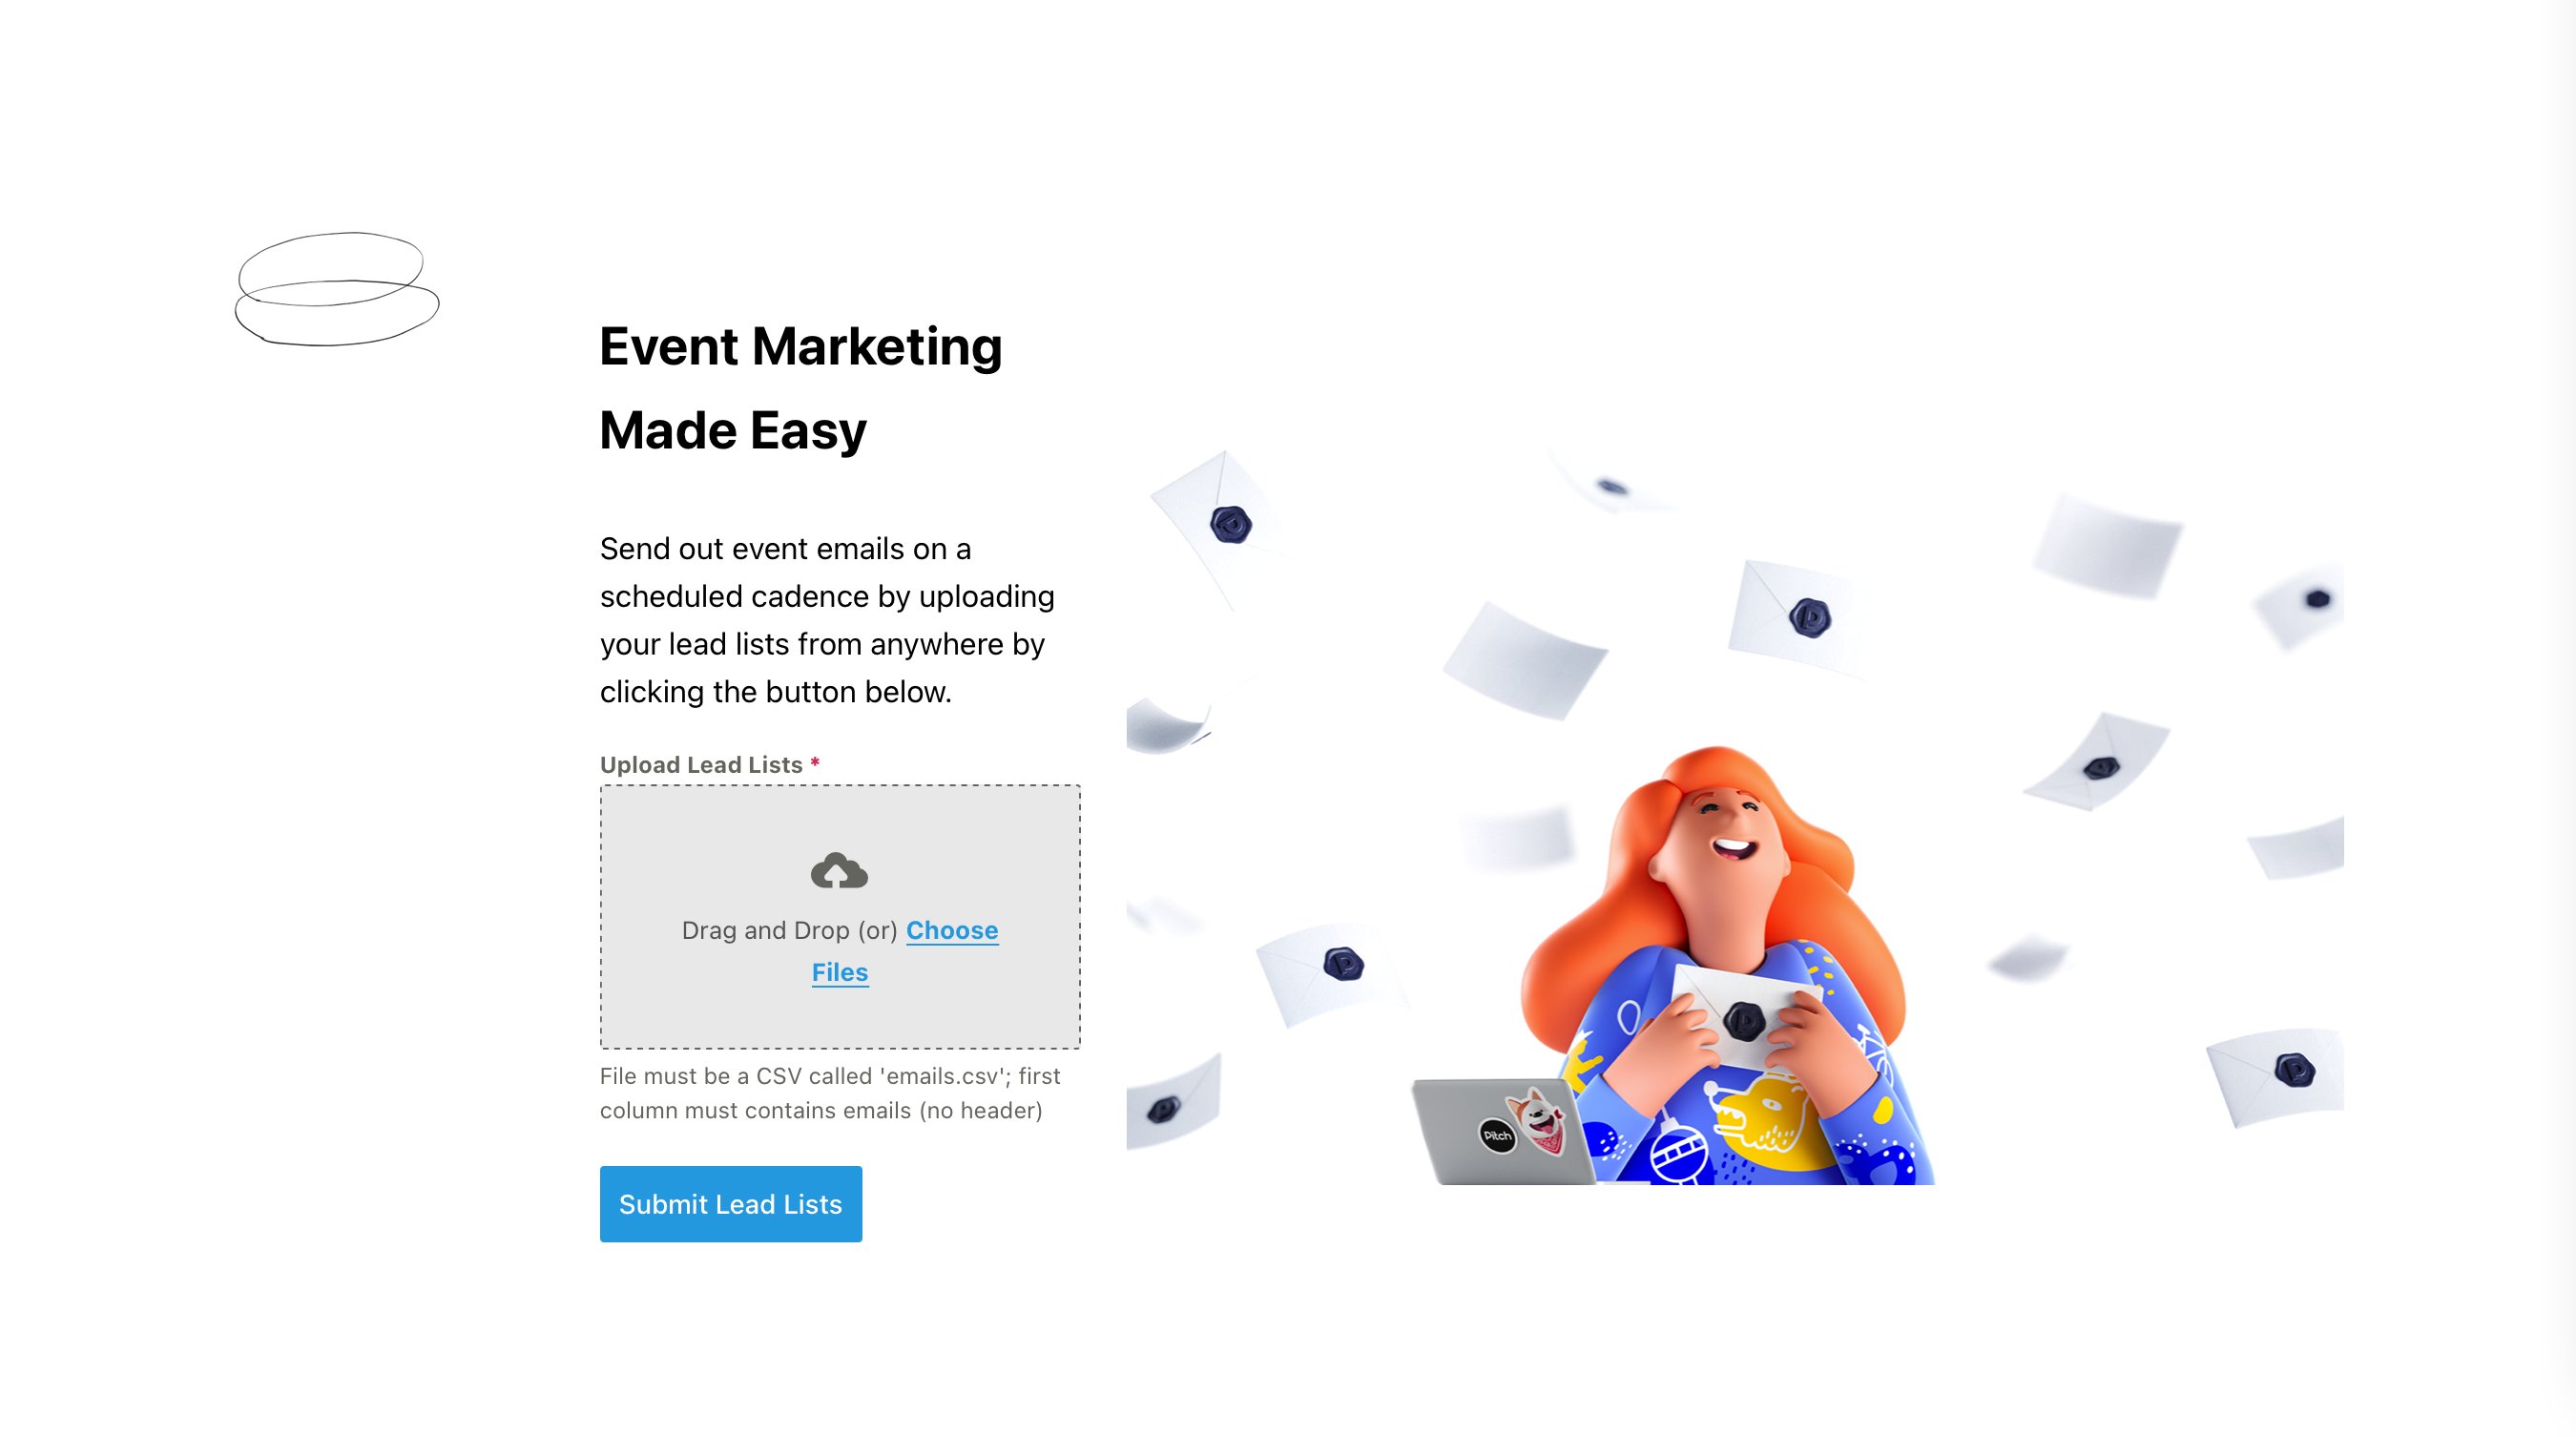 Event Marketing
Made Easy
Send out event emails on a
scheduled cadence by uploading
your lead lists from anywhere by
clicking the button below.
Upload Lead Lists *
Drag and Drop (or) Choose
Files
File must be a CSV called 'emails.csv'; first
column must contains emails (no header)
Submit Lead Lists
Pitch